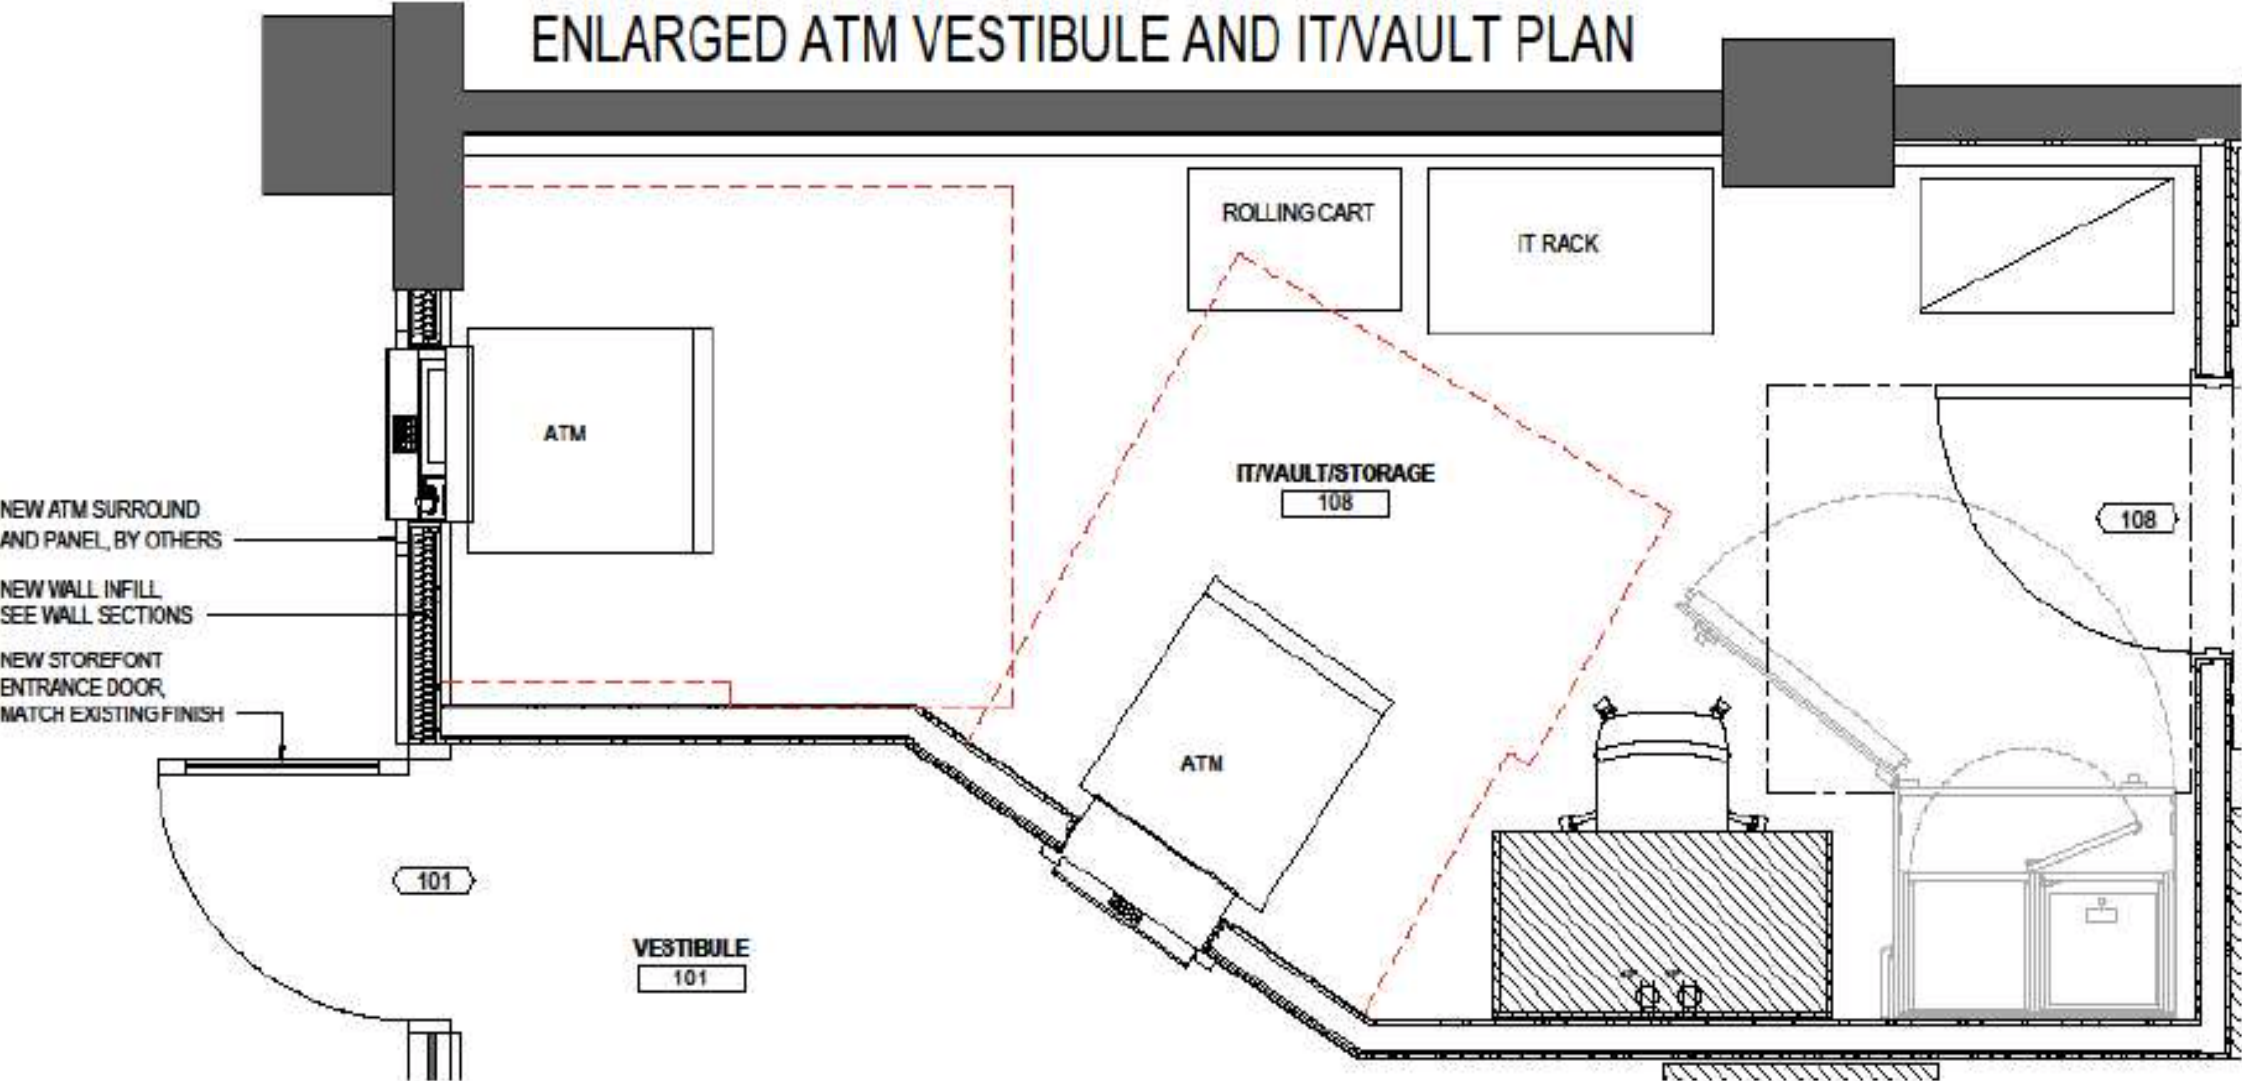 ENLARGED ATM VESTIBULE AND IT/VAULT PLAN
ROLLING CART
IT RACK
ATM
IT/VAULT/STORAGE
108
108
NEW ATM SURROUND
AND PANEL, BY OTHERS
NEW WALL INFILL
SEE WALL SECTIONS
NEW STOREFONT
ENTRANCE DOOR,
MATCH EXISTING FINISH
ATM
101
VESTIBULE
101